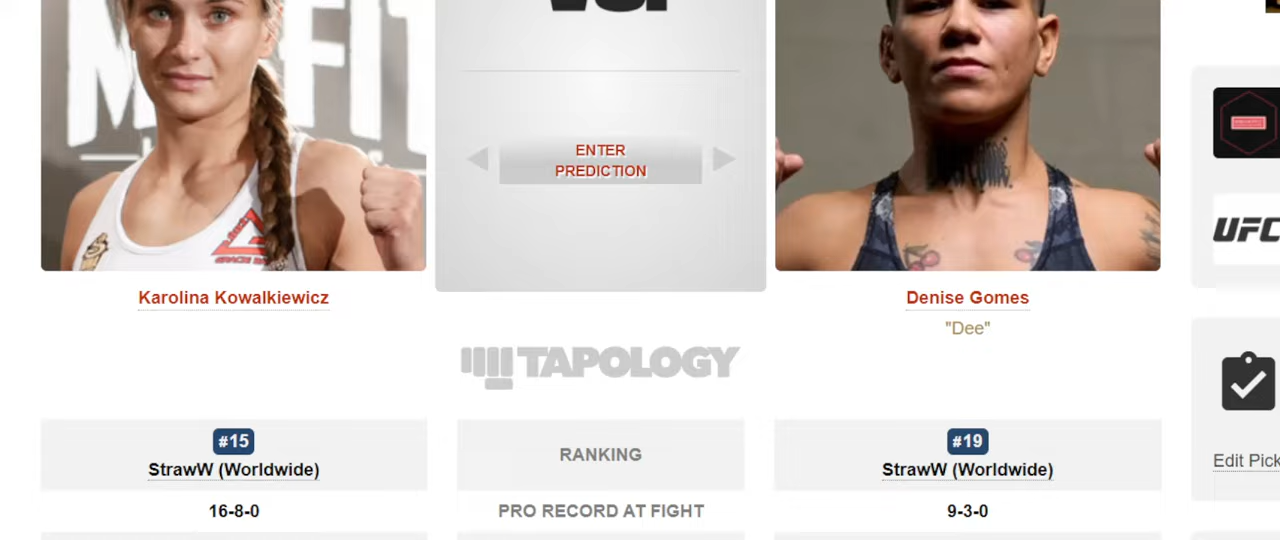 ENTER
PREDICTION
UFC
Karolina Kowalkiewicz
Denise Gomes
"Dee"
TAPOLOGY
#15
StrawW (Worldwide)
RANKING
#19
StrawW (Worldwide)
Edit Pick
16-8-0
PRO RECORD AT FIGHT
9-3-0